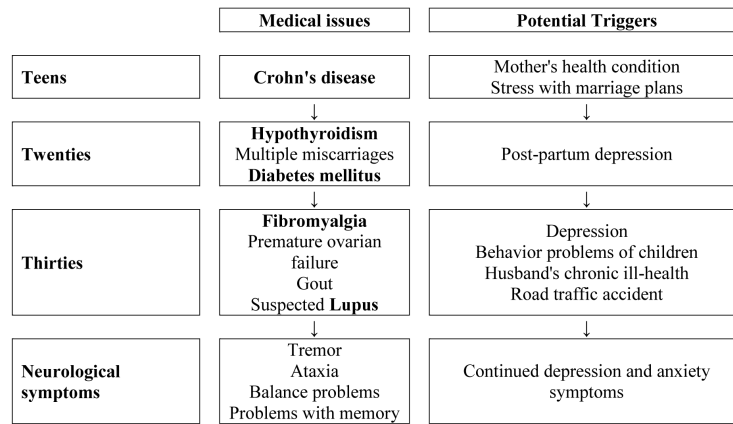 Medical issues
Potential Triggers
Teens
Crohn's disease
Mother's health condition
Stress with marriage plans
Twenties
Hypothyroidism
Multiple miscarriages
Diabetes mellitus
Post-partum depression
Thirties
Fibromyalgia
Premature ovarian
failure
Gout
Suspected Lupus
Depression
Behavior problems of children
Husband's chronic ill-health
Road traffic accident
Neurological
symptoms
Tremor
Ataxia
Balance problems
Problems with memory
Continued depression and anxiety
symptoms